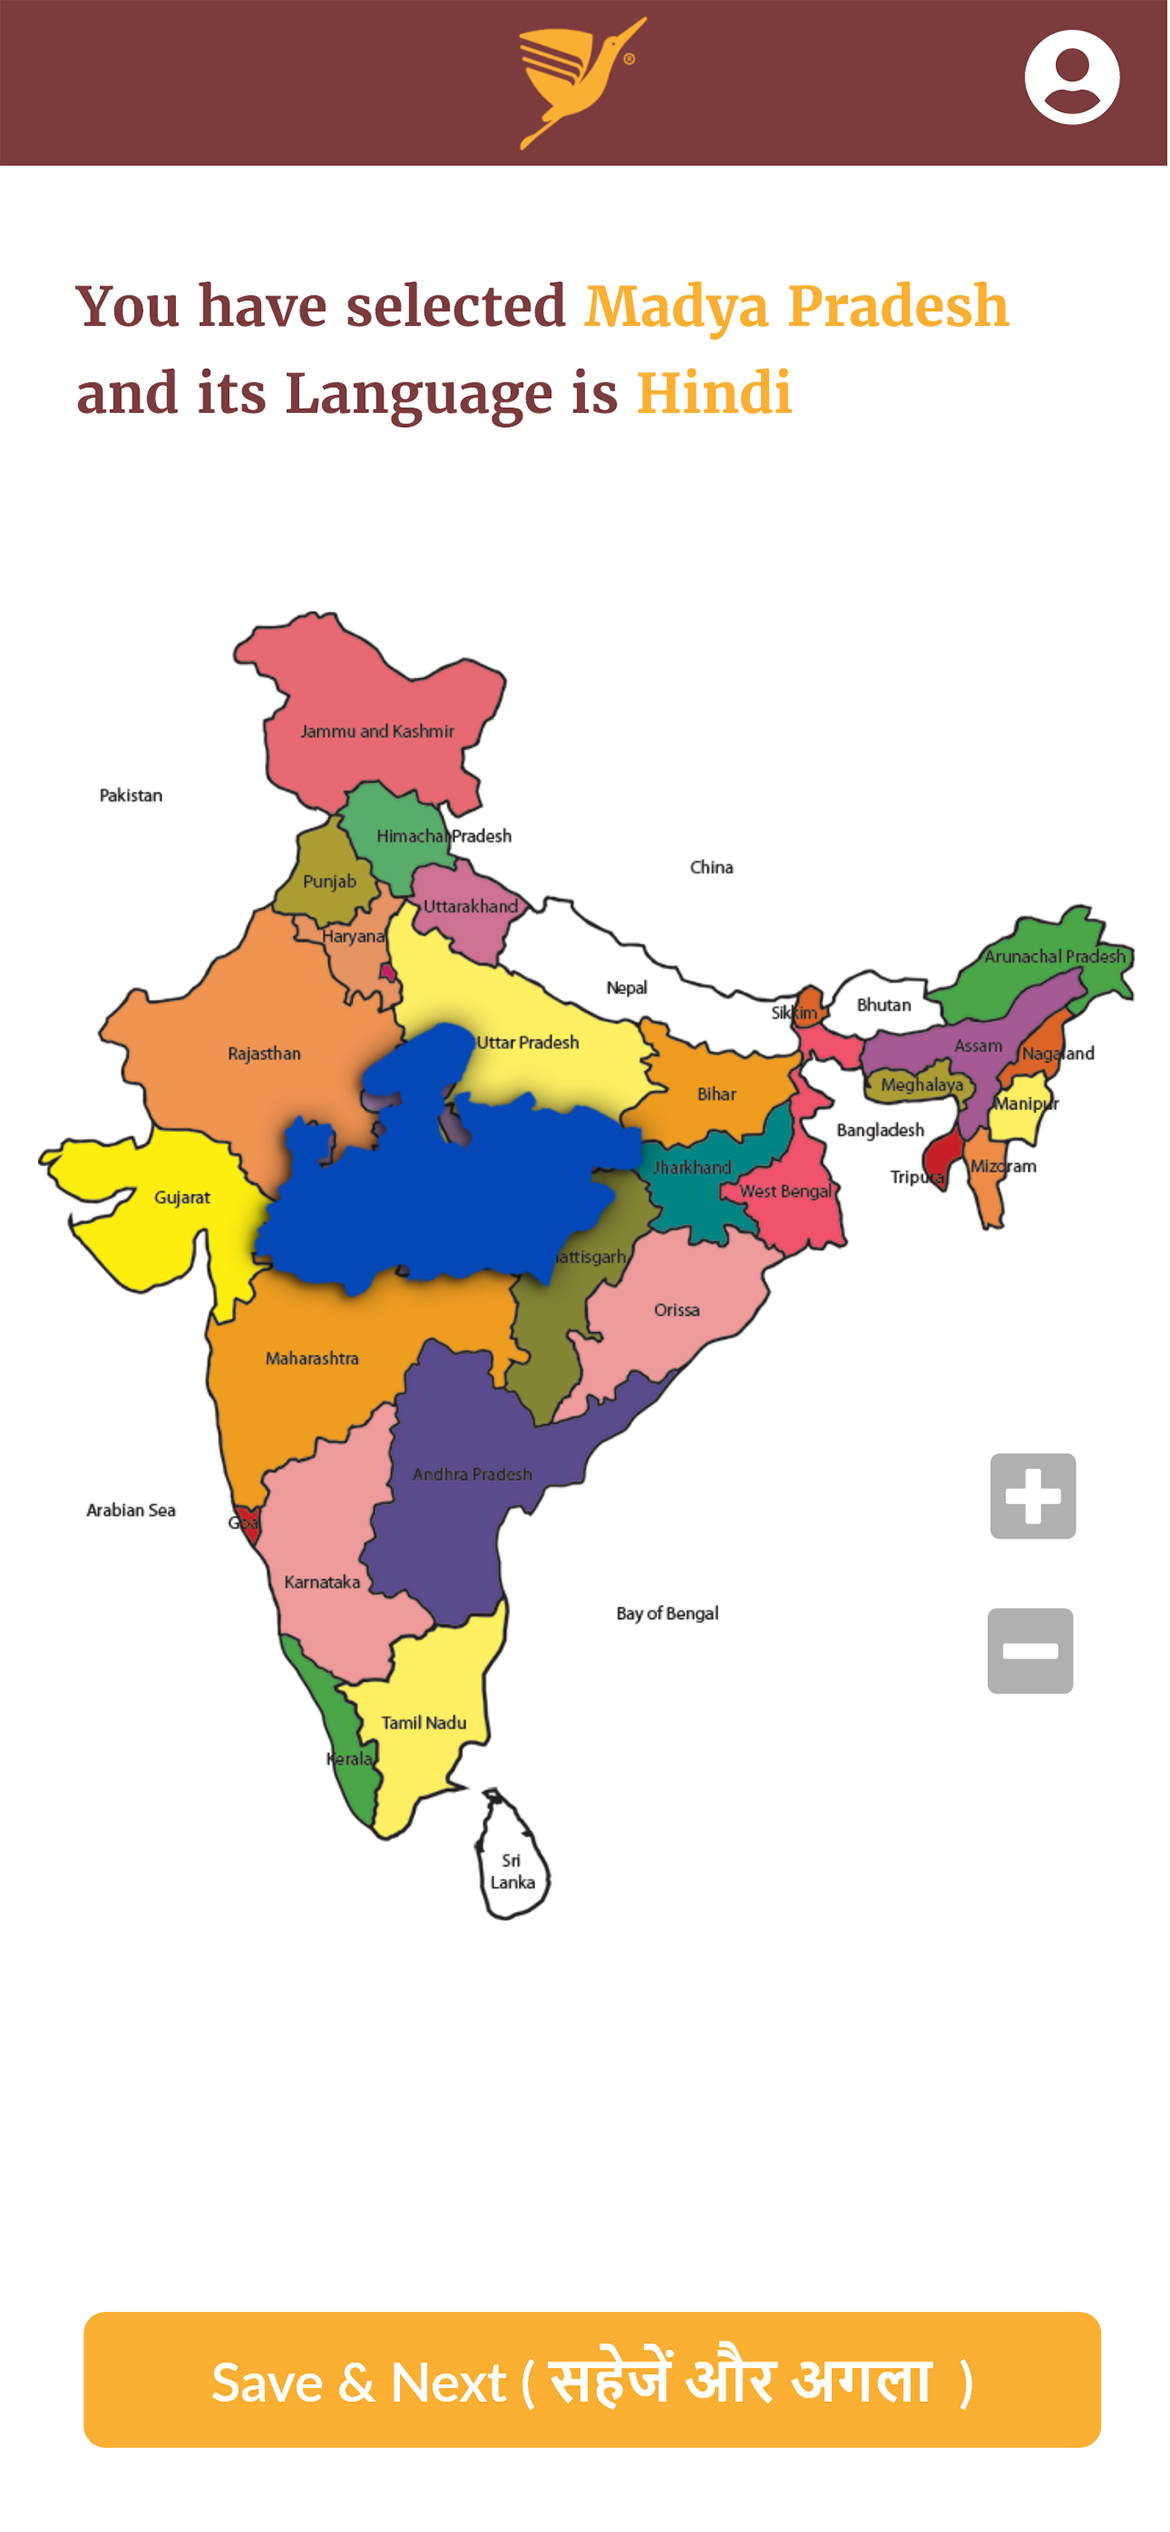 You have selected Madya Pradesh
and its Language is Hindi
Jammu and Kashmir
Pakistan
Himachal Pradesh
China
Punjab
Uttarakhand
Haryana
Arunachal Pradesh
Nepal
Sikkim
Bhutan
Uttar Pradesh
Assam
Nagaland
Rajasthan
Meghalaya
Bihar
Manipur
Bangladesh
Jharkhand
Mizoram
Tripura
West Bengal
Gujarat
attisgarh
Orissa
Maharashtra
Andhra Pradesh
Arabian Sea
Goa
Karnataka
Bay of Bengal
Tamil Nadu
Kerala
Sri
Lanka
Save & Next ( सहेजें और अगला )